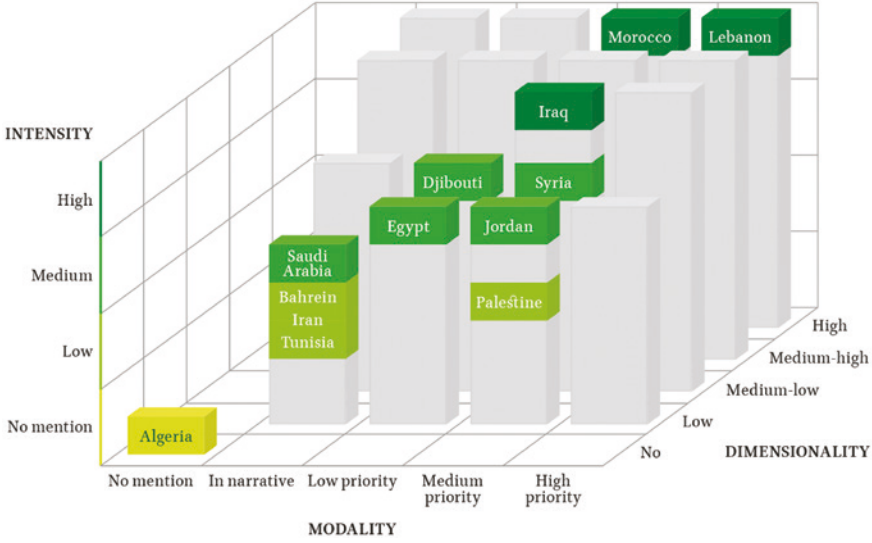 Morocco
Lebanon
Iraq
INTENSITY
Djibouti
Syria
High
Egypt
Jordan
Saudi
Arabia
Medium
Bahrein
Palestine
Iran
High
Tunisia
Low
Medium-high
Medium-low
No mention
Algeria
Low
No
DIMENSIONALITY
No mention
In narrative
Low priority
Medium
priority
High
priority
MODALITY